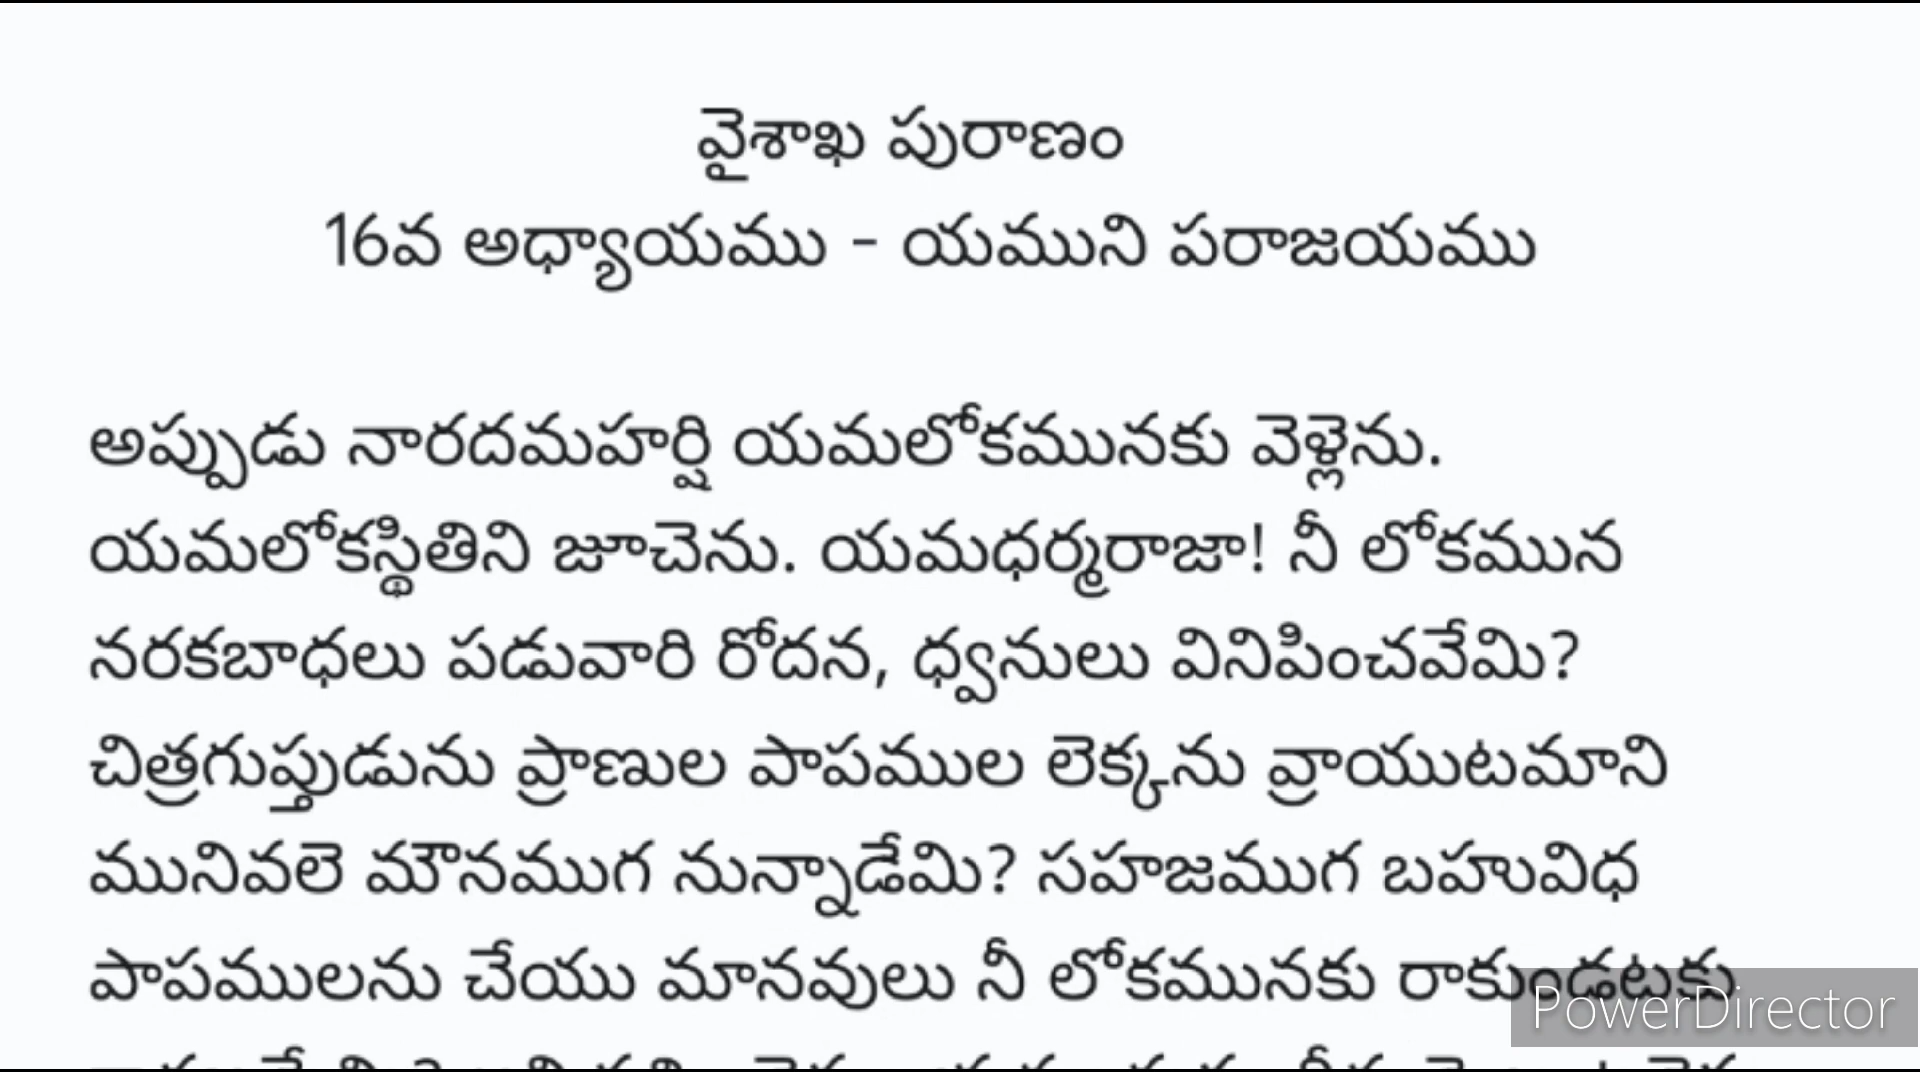 వైశాఖ పురాణం
16వ అధ్యాయము - యముని పరాజయము
అప్పుడు నారదమహర్షి యమలోకమునకు వెళ్లెను.
యమలోకస్థితిని జూచెను. యమధర్మరాజా! నీ లోకమున
నరకబాధలు పడువారి రోదన, ధ్వనులు వినిపించవేమి?
చిత్రగుప్తుడును ప్రాణుల పాపముల లెక్కను వ్రాయుటమాని
మునివలె మౌనముగ నున్నాడేమి? సహజముగ బహువిధ
పాపములను చేయు మానవులు నీ లోకమునకు రాకుండటకు
PowerDirector